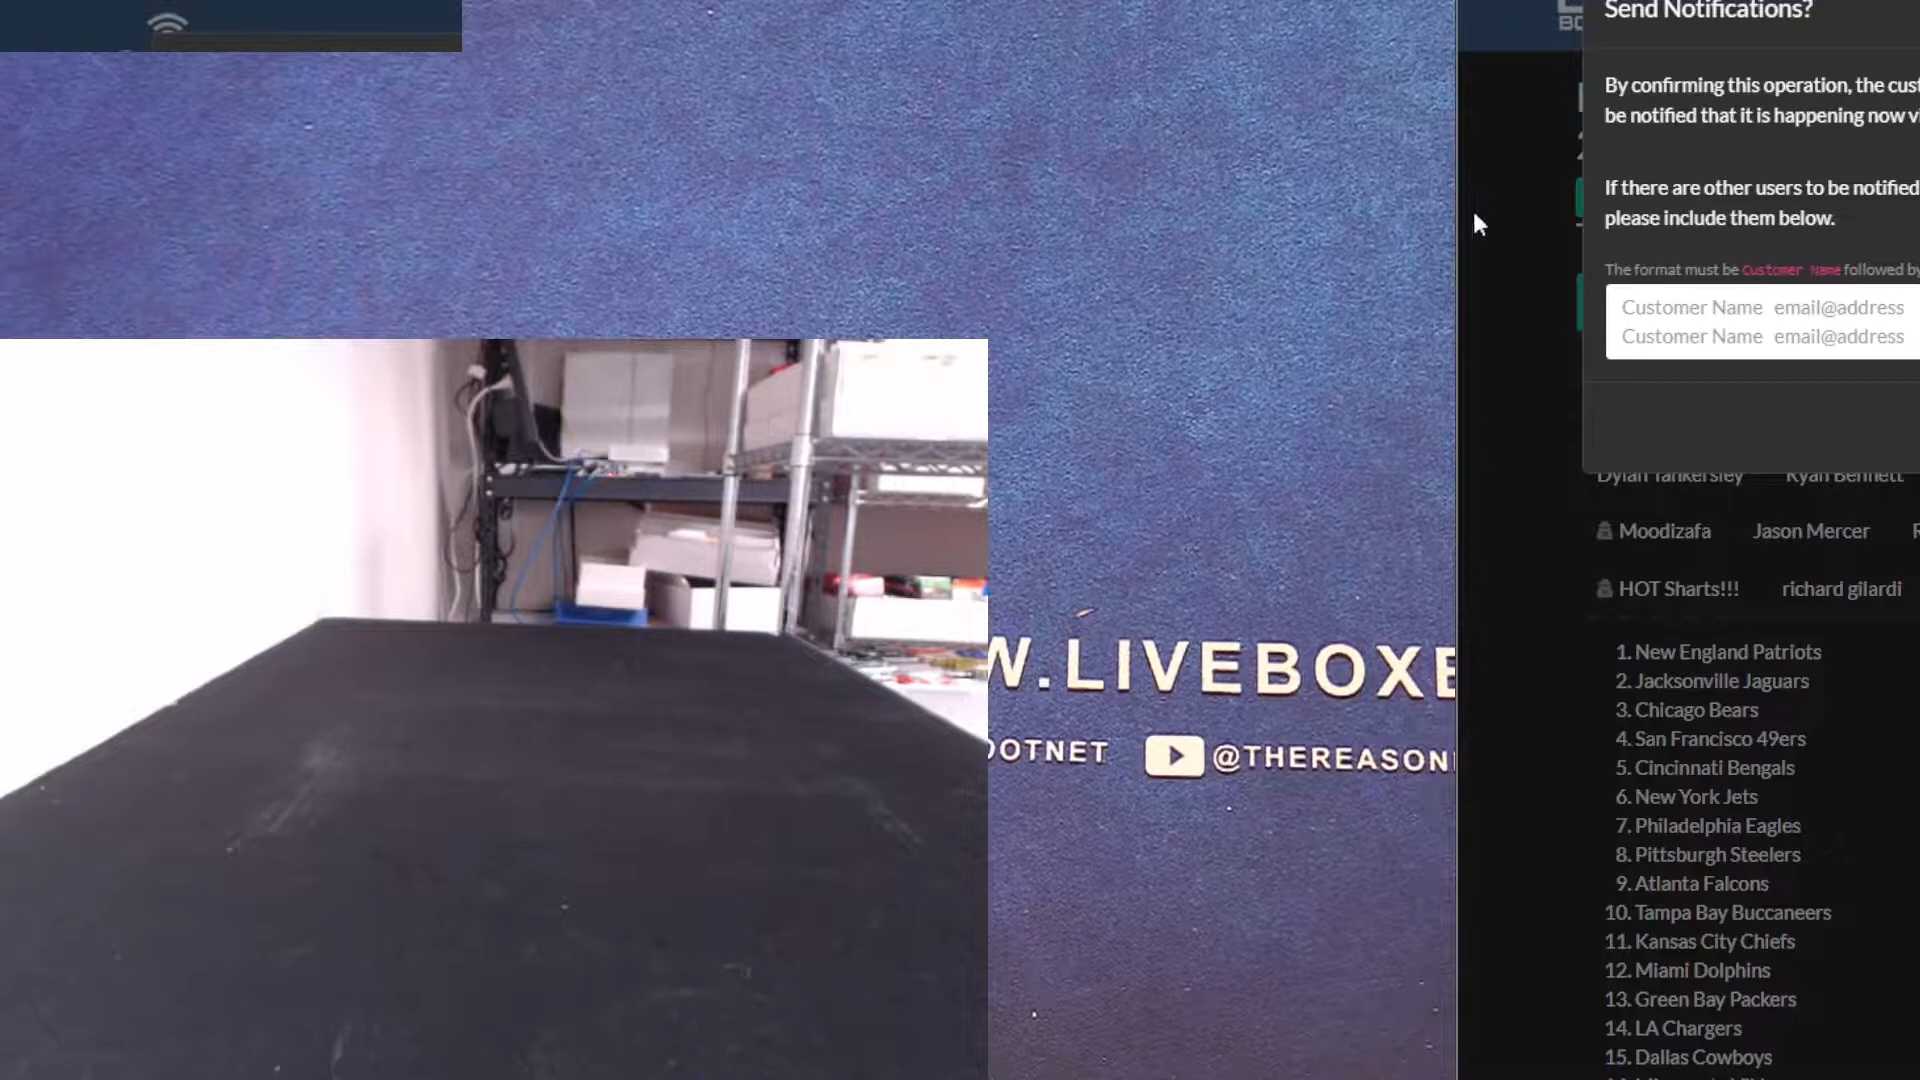 BO
Send Notifications?
By confirming this operation, the cust
be notified that it is happening now v
If there are other users to be notified
please include them below.
The format must be Customer Name followed by
Customer Name email@address
Customer Name email@address
Dylan Tankersley Ryan Bennett
Moodizafa Jason Mercer
HOT Sharts!!! richard gilardi
1. New England Patriots
2. Jacksonville Jaguars
3. Chicago Bears
4. San Francisco 49ers
5. Cincinnati Bengals
6. New York Jets
7. Philadelphia Eagles
8. Pittsburgh Steelers
9. Atlanta Falcons
10. Tampa Bay Buccaneers
11. Kansas City Chiefs
12. Miami Dolphins
13. Green Bay Packers
14. LA Chargers
15. Dallas Cowboys
W.LIVEBOXE
DOTNET @THEREASON